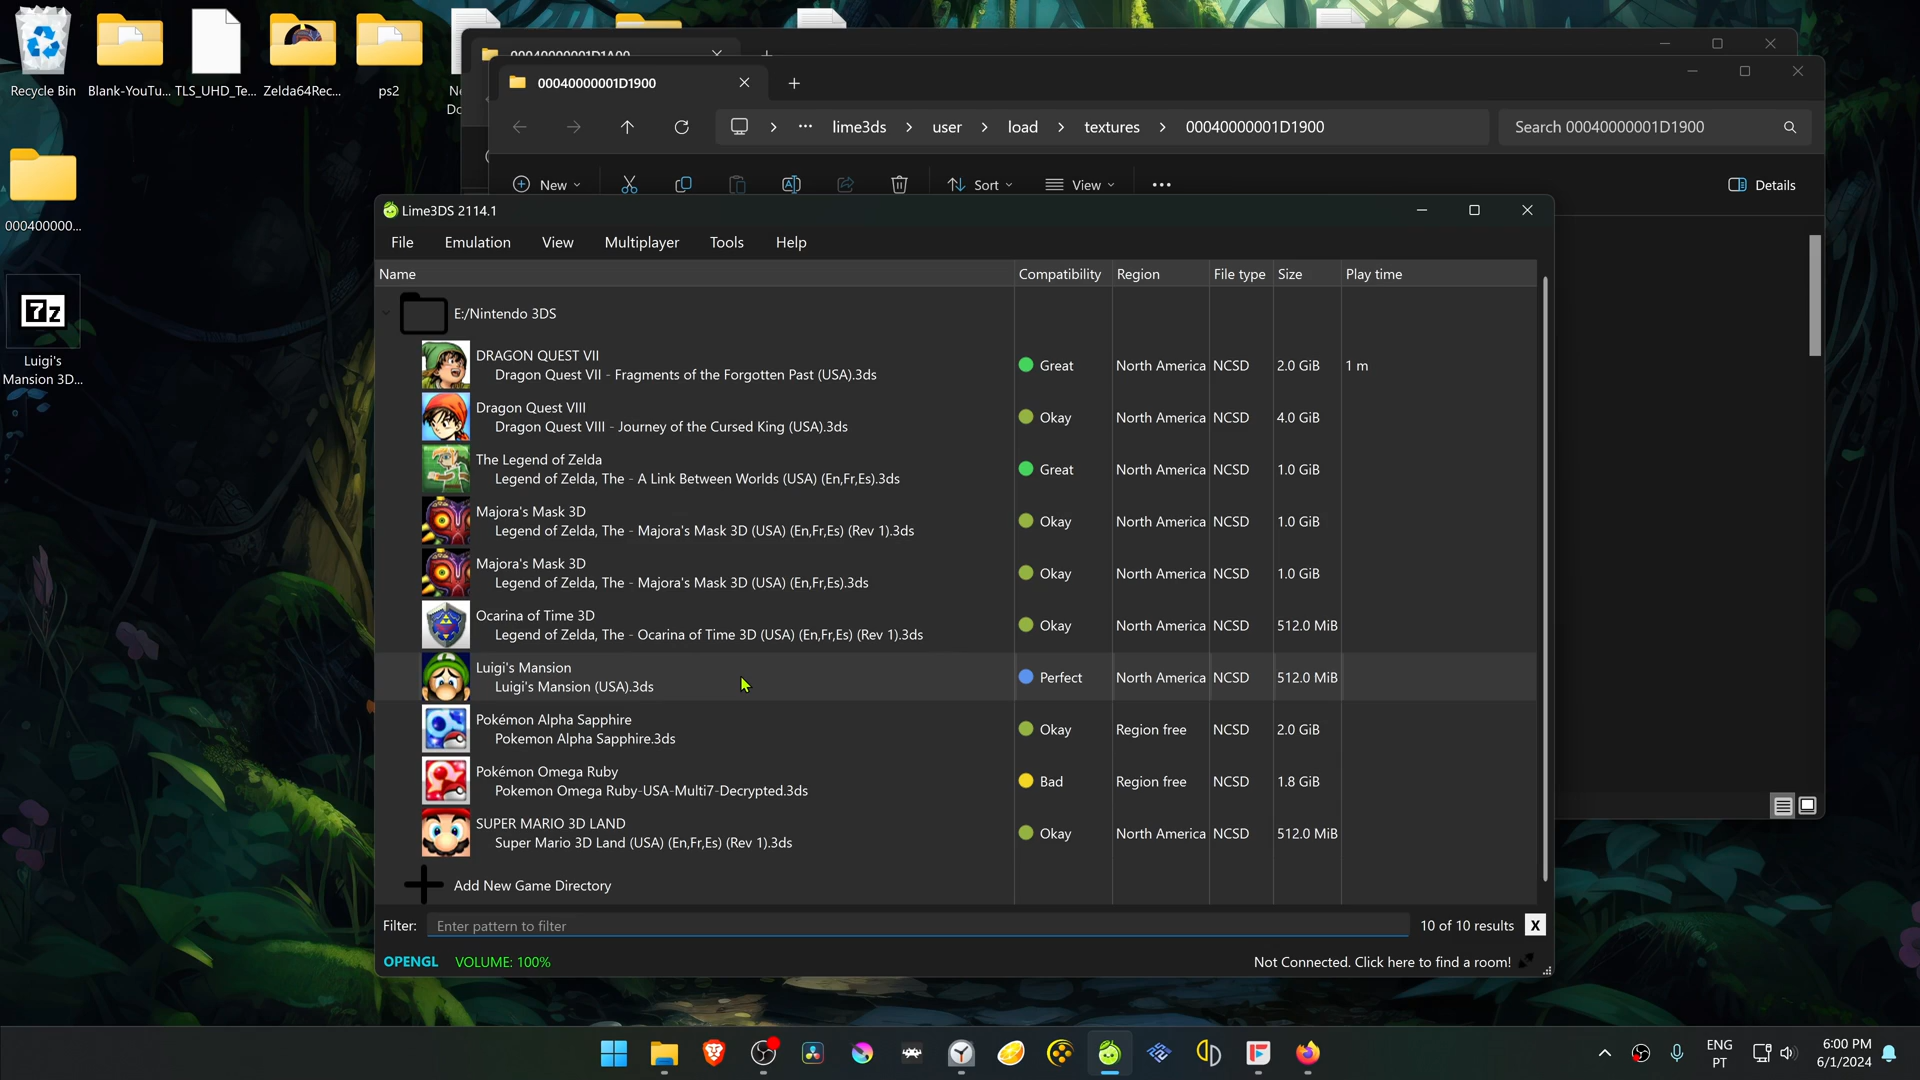 Recycle Bin
Blank-YouTu...
TLS_UHD_Te...
Zelda64Rec...
ps2
000400000...
7z
Luigi's
Mansion 3D...
00040000001D1A00
00040000001D1900
lime3ds > user > load > textures > 00040000001D1900
Search 00040000001D1900
New
Sort
View
Details
Lime3DS 2114.1
File Emulation View Multiplayer Tools Help
Name Compatibility Region File type Size Play time
E:/Nintendo 3DS
DRAGON QUEST VII
Dragon Quest VII - Fragments of the Forgotten Past (USA).3ds
Great North America NCSD 2.0 GiB 1 m
Dragon Quest VIII
Dragon Quest VIII - Journey of the Cursed King (USA).3ds
Okay North America NCSD 4.0 GiB
The Legend of Zelda
Legend of Zelda, The - A Link Between Worlds (USA) (En,Fr,Es).3ds
Great North America NCSD 1.0 GiB
Majora's Mask 3D
Legend of Zelda, The - Majora's Mask 3D (USA) (En,Fr,Es) (Rev 1).3ds
Okay North America NCSD 1.0 GiB
Majora's Mask 3D
Legend of Zelda, The - Majora's Mask 3D (USA) (En,Fr,Es).3ds
Okay North America NCSD 1.0 GiB
Ocarina of Time 3D
Legend of Zelda, The - Ocarina of Time 3D (USA) (En,Fr,Es) (Rev 1).3ds
Okay North America NCSD 512.0 MiB
Luigi's Mansion
Luigi's Mansion (USA).3ds
Perfect North America NCSD 512.0 MiB
Pokémon Alpha Sapphire
Pokemon Alpha Sapphire.3ds
Okay Region free NCSD 2.0 GiB
Pokémon Omega Ruby
Pokemon Omega Ruby-USA-Multi7-Decrypted.3ds
Bad Region free NCSD 1.8 GiB
SUPER MARIO 3D LAND
Super Mario 3D Land (USA) (En,Fr,Es) (Rev 1).3ds
Okay North America NCSD 512.0 MiB
Add New Game Directory
Filter: Enter pattern to filter 10 of 10 results X
OPENGL VOLUME: 100% Not Connected. Click here to find a room!
ENG
PT
6:00 PM
6/1/2024